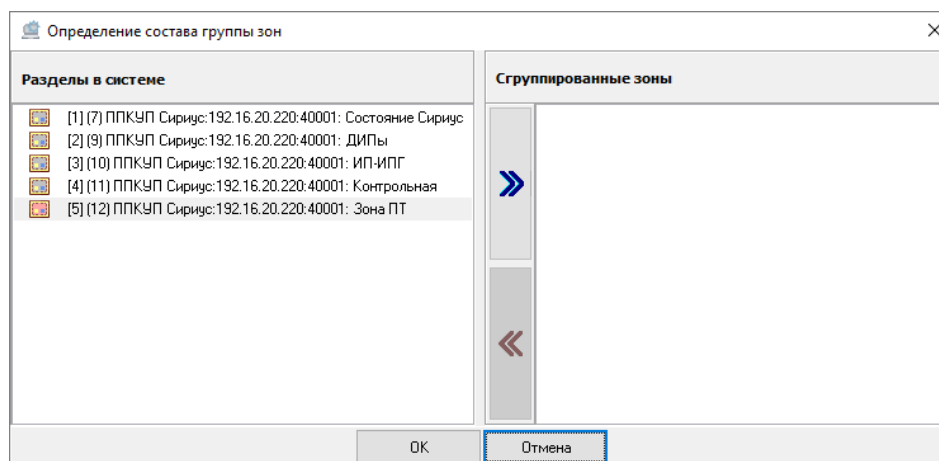 Определение состава группы зон
Разделы в системе
Сгруппированные зоны
[1] (7) ППКУП Сириус:192.16.20.220:40001: Состояние Сириус
[2] (9) ППКУП Сириус:192.16.20.220:40001: ДИПы
[3] (10) ППКУП Сириус:192.16.20.220:40001: ИП-ИПГ
[4] (11) ППКУП Сириус:192.16.20.220:40001: Контрольная
[5] (12) ППКУП Сириус:192.16.20.220:40001: Зона ПТ
OK
Отмена